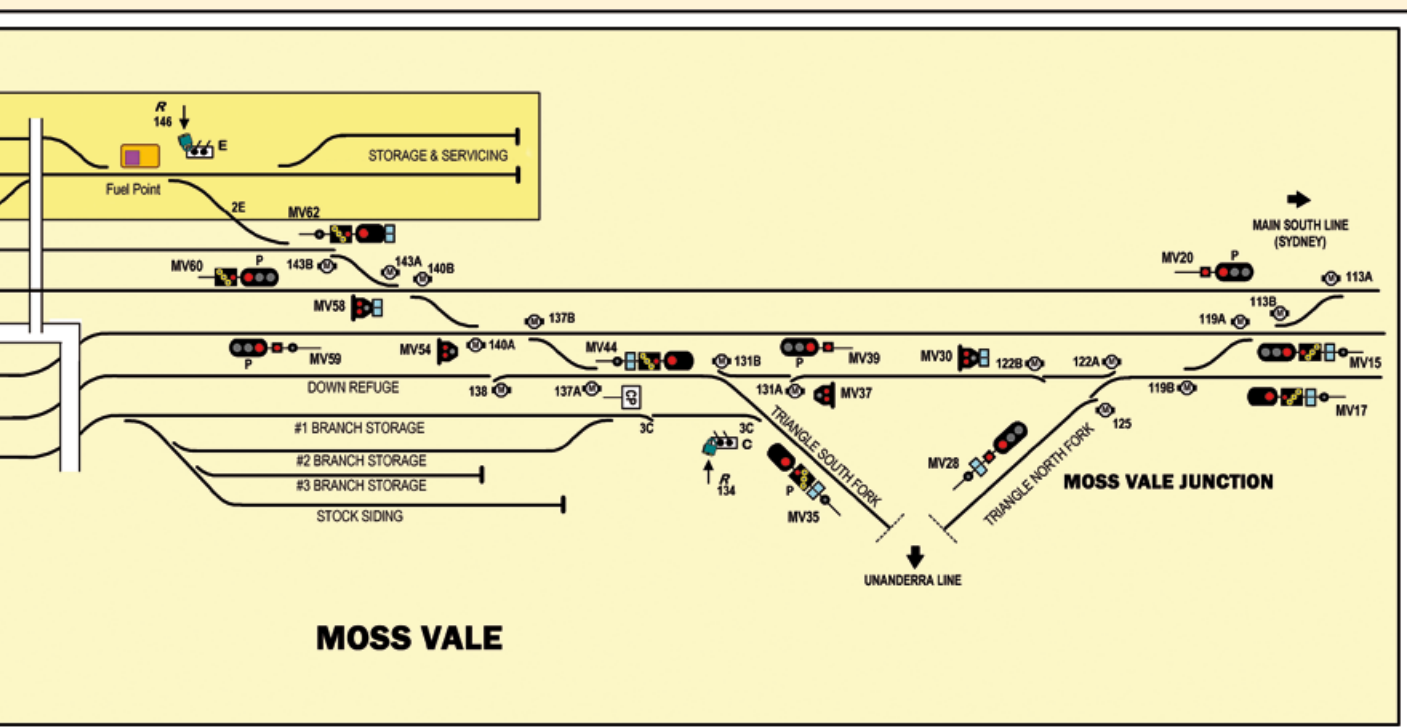 R
146
E
STORAGE & SERVICING
Fuel Point
2E
MV62
MAIN SOUTH LINE
(SYDNEY)
MV60
P
143B
M
143A
M
140B
M
MV20
P
M
113A
MV58
113B
M
137B
M
119A
M
MV59
P
MV54
M
140A
MV44
131B
M
MV39
P
MV30
122B
M
122A
M
MV15
DOWN REFUGE
138
M
137A
M
CP
131A
M
MV37
119B
M
MV17
#1 BRANCH STORAGE
3C
3C
C
R
134
TRIANGLE SOUTH FORK
M
125
#2 BRANCH STORAGE
#3 BRANCH STORAGE
STOCK SIDING
P
MV35
MV28
TRIANGLE NORTH FORK
MOSS VALE JUNCTION
UNANDERRA LINE
MOSS VALE